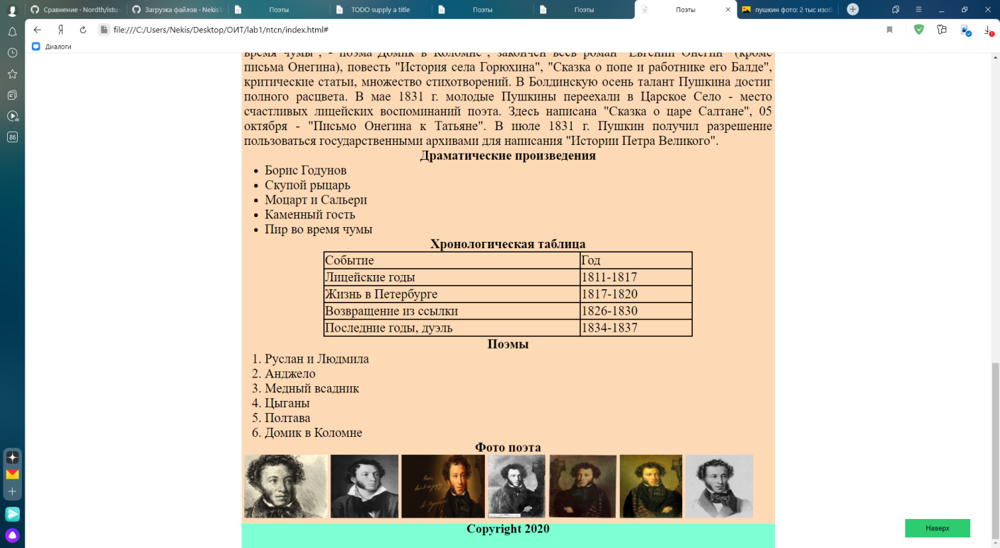 Сравнение · Nordth/istu-
Загрузка файлов · Nekis1
Поэты
TODO supply a title
Поэты
Поэты
Поэты
пушкин фото: 2 тыс изоб
file:///C:/Users/Nekis/Desktop/ОИТ/lab1/ntcn/index.html#
Диалоги
86
время чумы", - поэма Домик в Коломне", закончен весь роман "Евгений Онегин" (кроме
письма Онегина), повесть "История села Горюхина", "Сказка о попе и работнике его Балде",
критические статьи, множество стихотворений. В Болдинскую осень талант Пушкина достиг
полного расцвета. В мае 1831 г. молодые Пушкины переехали в Царское Село - место
счастливых лицейских воспоминаний поэта. Здесь написана "Сказка о царе Салтане", 05
октября - "Письмо Онегина к Татьяне". В июле 1831 г. Пушкин получил разрешение
пользоваться государственными архивами для написания "Истории Петра Великого".
Драматические произведения
Борис Годунов
Скупой рыцарь
Моцарт и Сальери
Каменный гость
Пир во время чумы
Хронологическая таблица
Событие Год
Лицейские годы 1811-1817
Жизнь в Петербурге 1817-1820
Возвращение из ссылки 1826-1830
Последние годы, дуэль 1834-1837
Поэмы
1. Руслан и Людмила
2. Анджело
3. Медный всадник
4. Цыганы
5. Полтава
6. Домик в Коломне
Фото поэта
Copyright 2020
Наверх